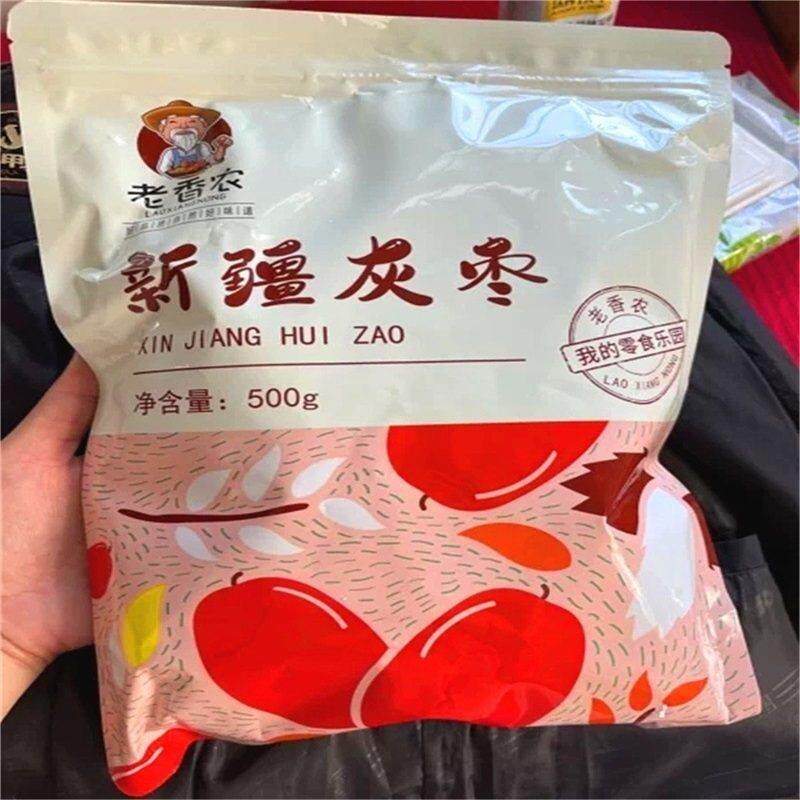 老香农
LAOXIANGNONG
新疆灰枣
XIN JIANG HUI ZAO
净含量：500g
老香农
我的零食乐园
LAO XIANG NONG